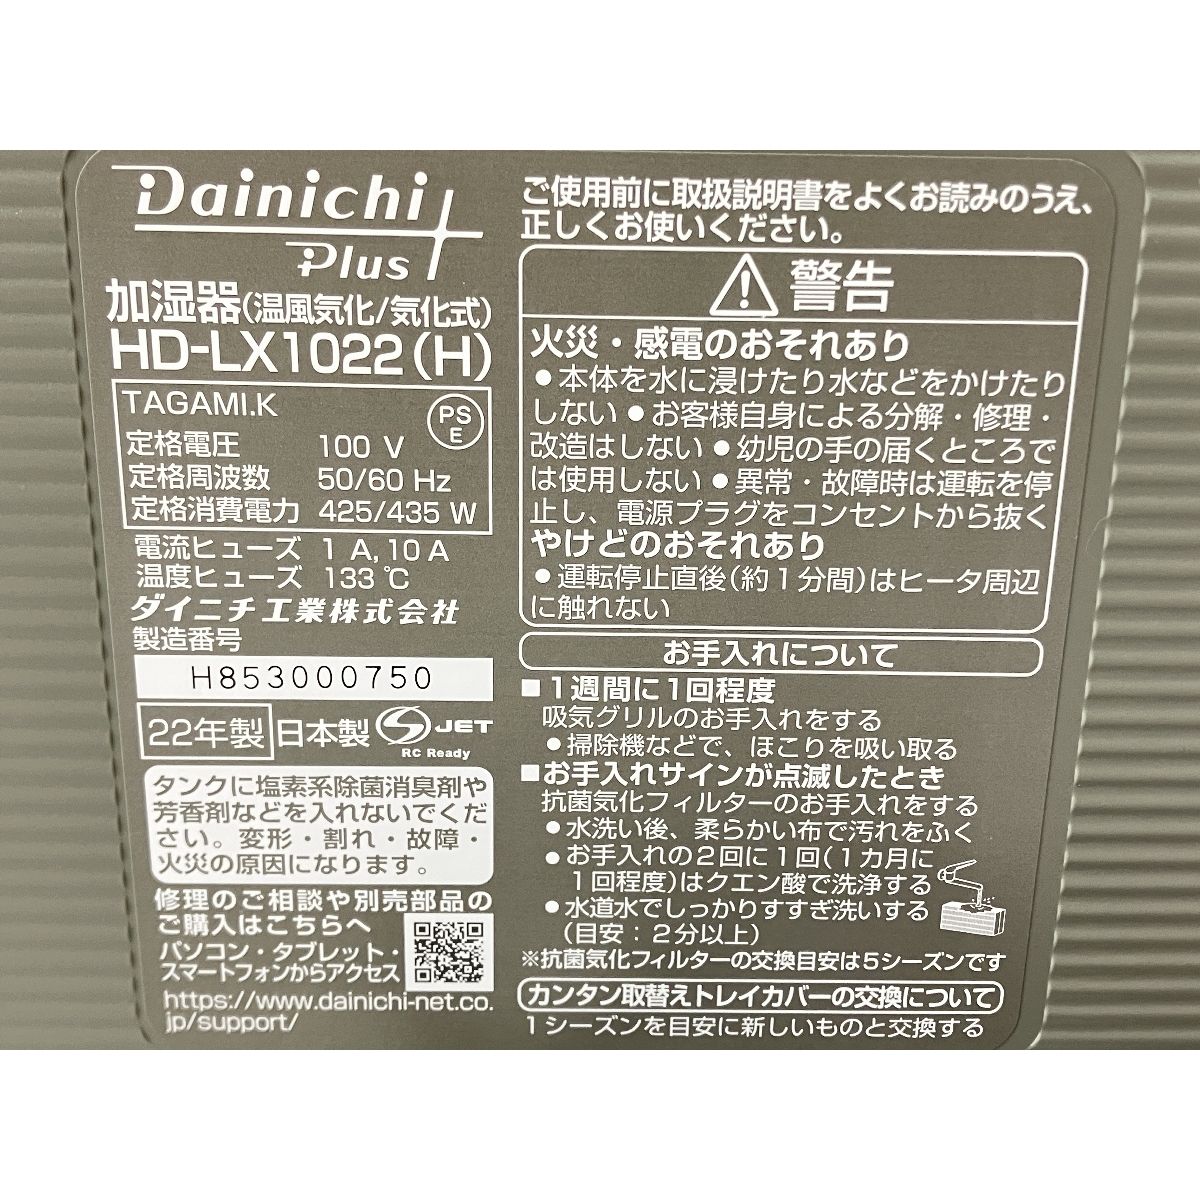 Dainichi
Plus
加湿器(温風気化/気化式)
HD-LX1022(H)
TAGAMI.K
PS
E
定格電圧 100 V
定格周波数 50/60 Hz
定格消費電力 425/435 W
電流ヒューズ 1 A, 10 A
温度ヒューズ 133 ℃
ダイニチ工業株式会社
製造番号
H853000750
22年製 日本製 S JET
RC Ready
タンクに塩素系除菌消臭剤や
芳香剤などを入れないでくだ
さい。変形・割れ・故障・
火災の原因になります。
修理のご相談や別売部品の
ご購入はこちらへ
パソコン・タブレット・
スマートフォンからアクセス
https://www.dainichi-net.co.
jp/support/
ご使用前に取扱説明書をよくお読みのうえ、
正しくお使いください。
警告
火災・感電のおそれあり
●本体を水に浸けたり水などをかけたり
しない ●お客様自身による分解・修理・
改造はしない ●幼児の手の届くところで
は使用しない ●異常・故障時は運転を停
止し、電源プラグをコンセントから抜く
やけどのおそれあり
●運転停止直後(約1分間)はヒータ周辺
に触れない
お手入れについて
■1週間に1回程度
吸気グリルのお手入れをする
●掃除機などで、ほこりを吸い取る
■お手入れサインが点滅したとき
抗菌気化フィルターのお手入れをする
●水洗い後、柔らかい布で汚れをふく
●お手入れの2回に1回(1カ月に
1回程度)はクエン酸で洗浄する
●水道水でしっかりすすぎ洗いする
(目安:2分以上)
※抗菌気化フィルターの交換目安は5シーズンです
カンタン取替えトレイカバーの交換について
1シーズンを目安に新しいものと交換する